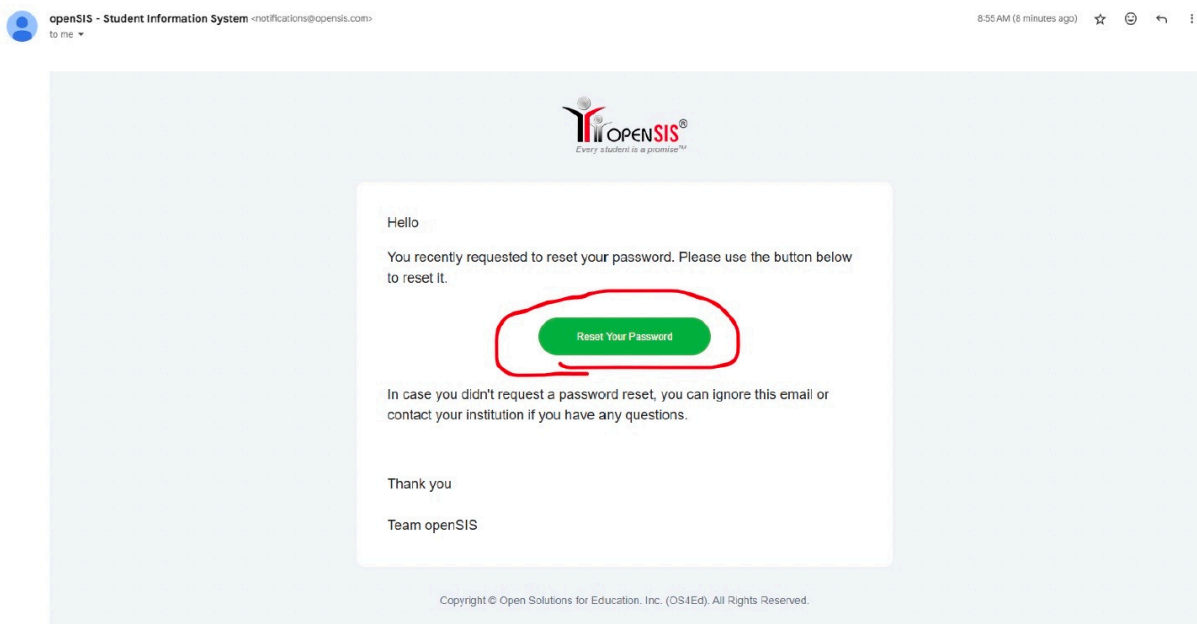 openSIS - Student Information System <notifications@opensis.com>
8:55 AM (8 minutes ago)
to me
OPENSIS®
Every student is a promise™
Hello
You recently requested to reset your password. Please use the button below
to reset it.
Reset Your Password
In case you didn't request a password reset, you can ignore this email or
contact your institution if you have any questions.
Thank you
Team openSIS
Copyright © Open Solutions for Education. Inc. (OS4Ed). All Rights Reserved.